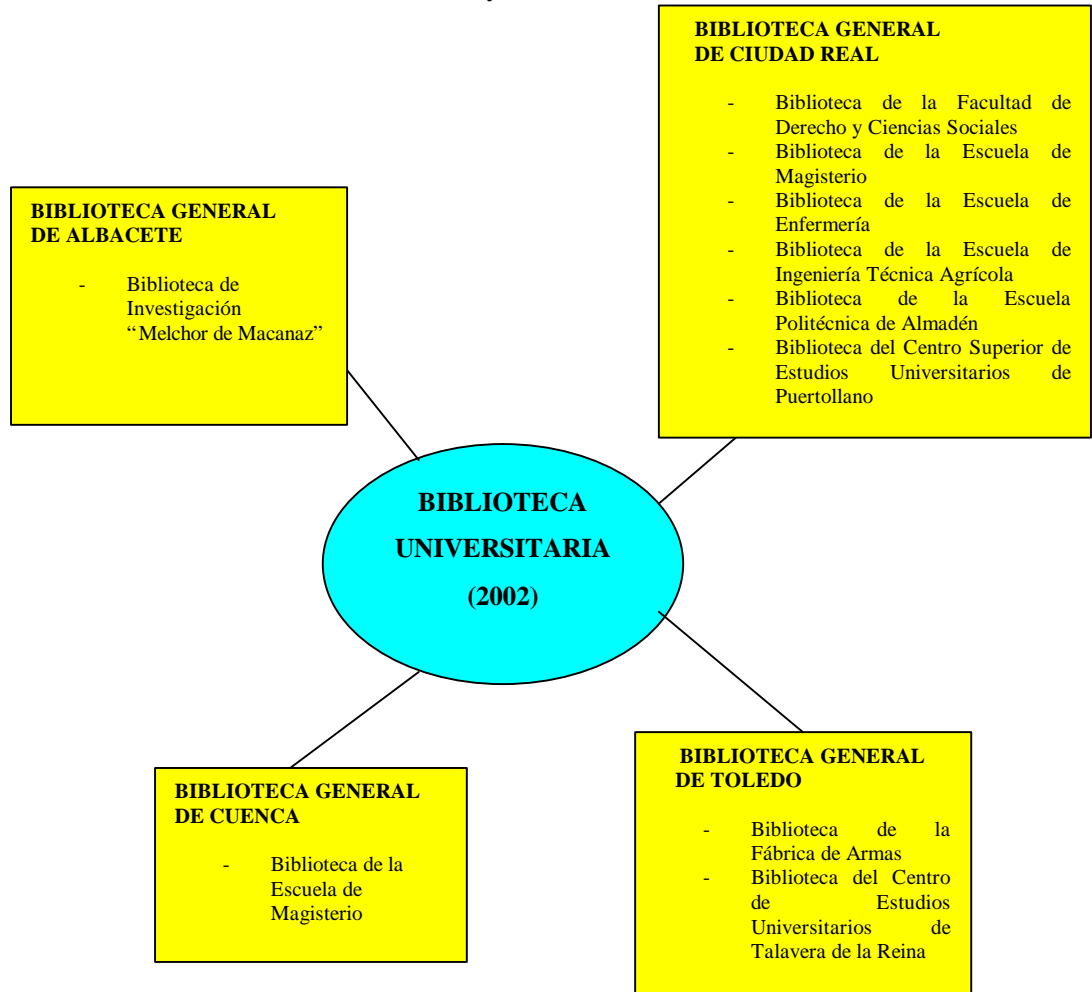 BIBLIOTECA GENERAL
DE CIUDAD REAL
- Biblioteca de la Facultad de
Derecho y Ciencias Sociales
- Biblioteca de la Escuela de
Magisterio
- Biblioteca de la Escuela de
Enfermería
- Biblioteca de la Escuela de
Ingeniería Técnica Agrícola
- Biblioteca de la Escuela
Politécnica de Almadén
- Biblioteca del Centro Superior de
Estudios Universitarios de
Puertollano
BIBLIOTECA GENERAL
DE ALBACETE
- Biblioteca de
Investigación
“Melchor de Macanaz”
BIBLIOTECA
UNIVERSITARIA
(2002)
BIBLIOTECA GENERAL
DE CUENCA
- Biblioteca de la
Escuela de
Magisterio
BIBLIOTECA GENERAL
DE TOLEDO
- Biblioteca de la
Fábrica de Armas
- Biblioteca del Centro
de Estudios
Universitarios de
Talavera de la Reina